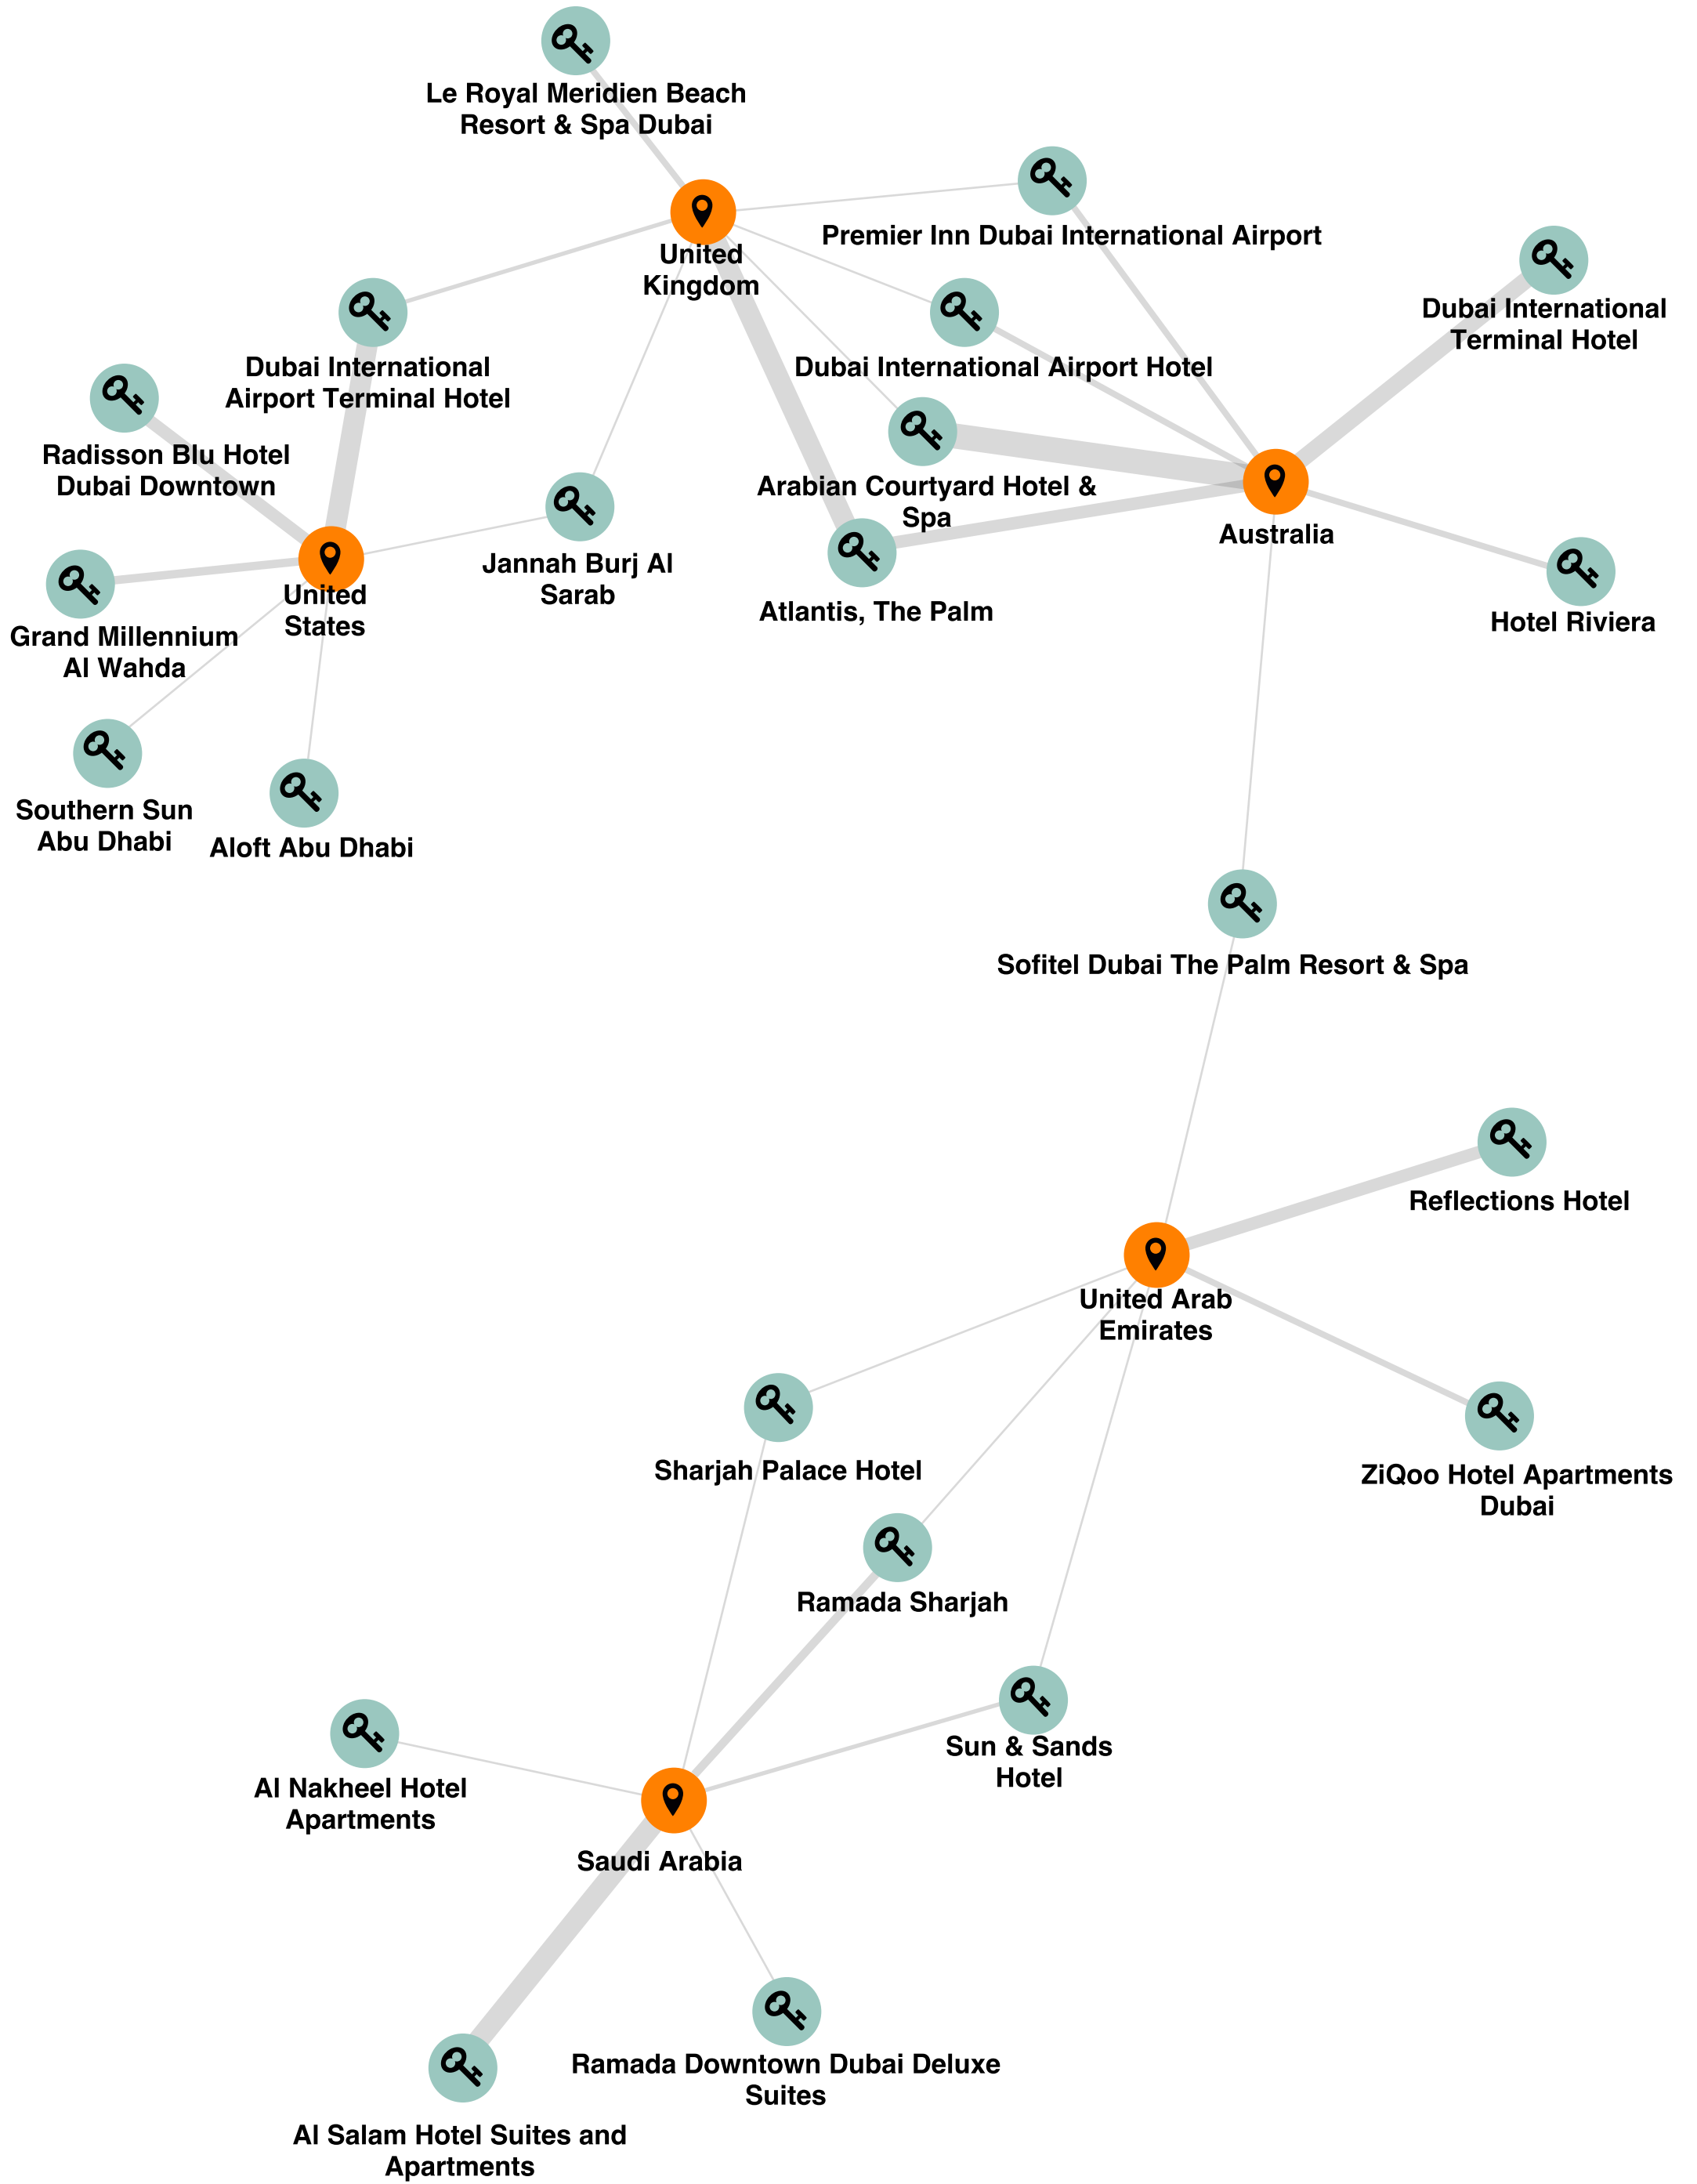 Le Royal Meridien Beach
Resort & Spa Dubai
United
Kingdom
Premier Inn Dubai International Airport
Dubai International
Terminal Hotel
Dubai International
Airport Terminal Hotel
Dubai International Airport Hotel
Radisson Blu Hotel
Dubai Downtown
Arabian Courtyard Hotel &
Spa
Australia
Jannah Burj Al
Sarab
United
States
Atlantis, The Palm
Hotel Riviera
Grand Millennium
Al Wahda
Southern Sun
Abu Dhabi
Aloft Abu Dhabi
Sofitel Dubai The Palm Resort & Spa
Reflections Hotel
United Arab
Emirates
Sharjah Palace Hotel
ZiQoo Hotel Apartments
Dubai
Ramada Sharjah
Sun & Sands
Hotel
Al Nakheel Hotel
Apartments
Saudi Arabia
Ramada Downtown Dubai Deluxe
Suites
Al Salam Hotel Suites and
Apartments